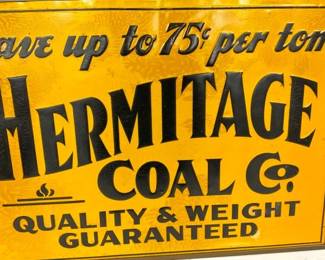 ave up to 75¢ per ton
HERMITAGE
COAL CO.
QUALITY & WEIGHT
GUARANTEED